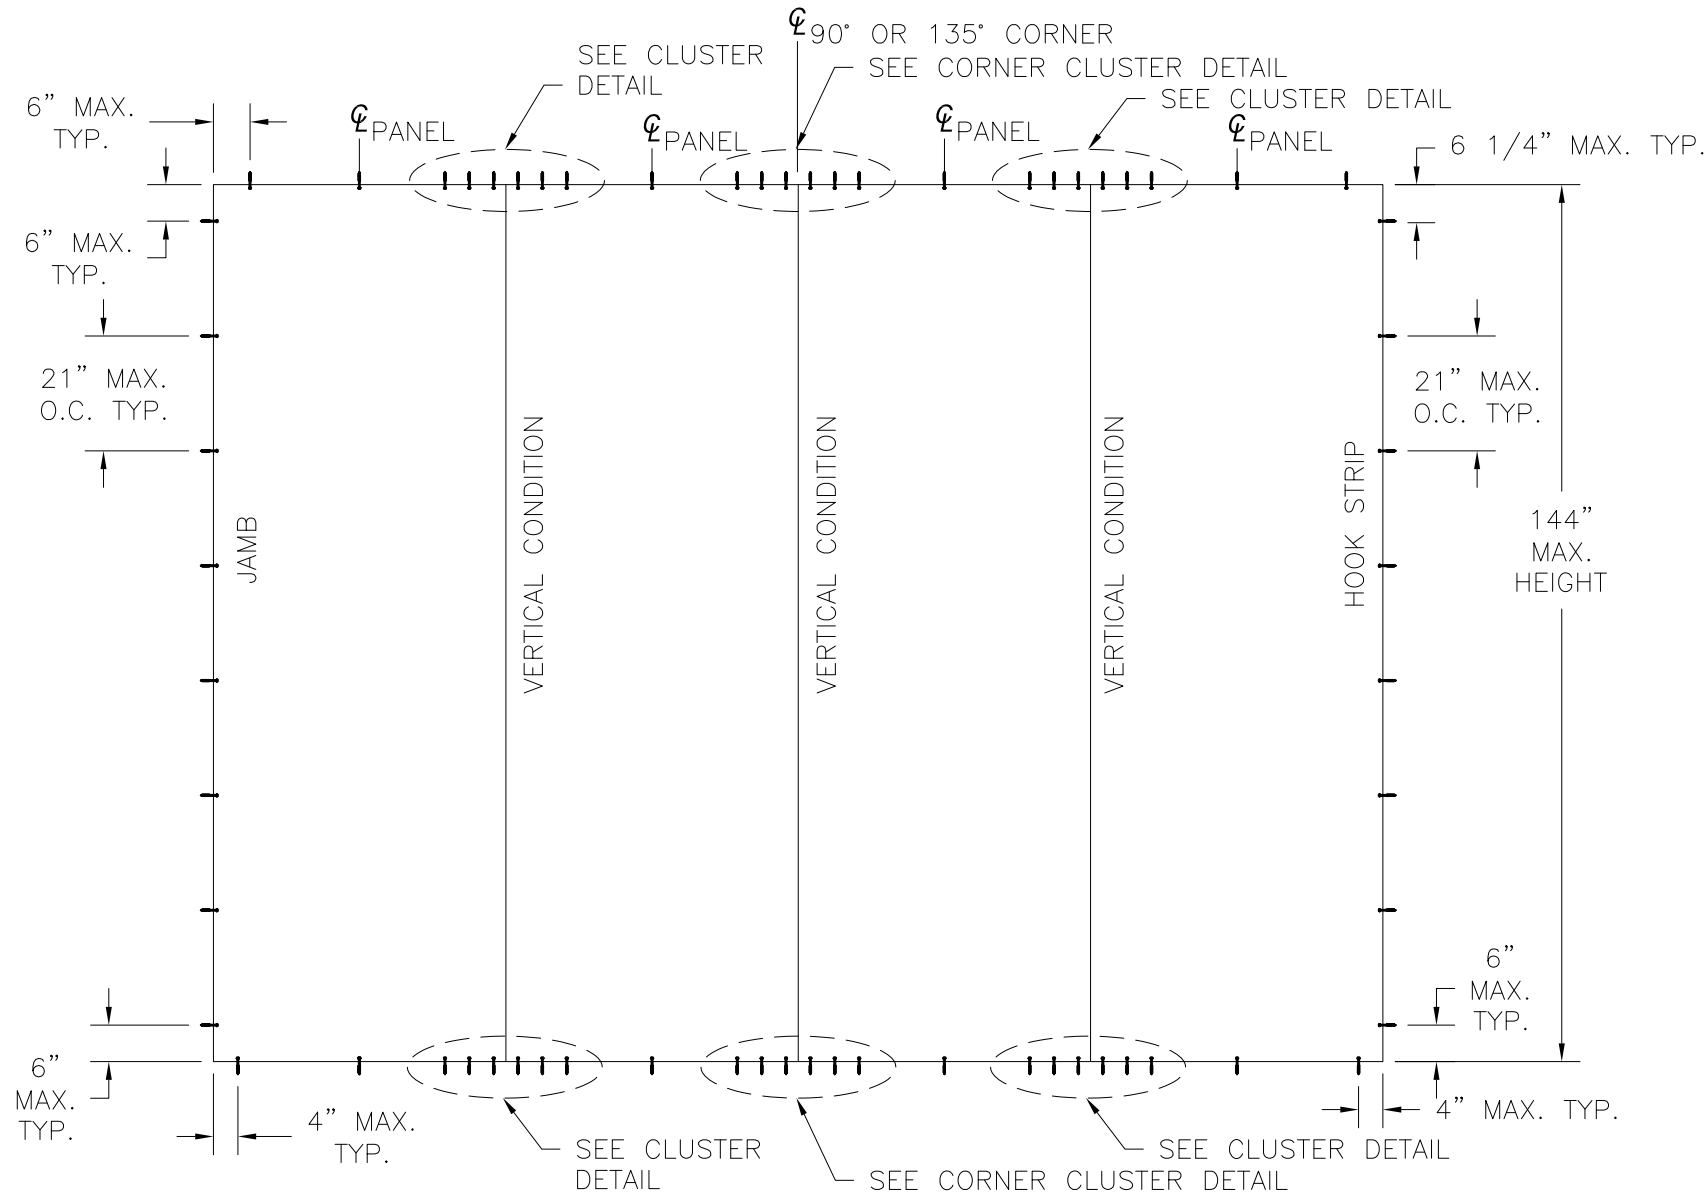 ℄ 90° OR 135° CORNER
SEE CLUSTER
DETAIL
SEE CORNER CLUSTER DETAIL
SEE CLUSTER DETAIL
6” MAX.
TYP.
℄ PANEL
℄ PANEL
℄ PANEL
℄ PANEL
6 1/4” MAX. TYP.
6” MAX.
TYP.
21” MAX.
O.C. TYP.
21” MAX.
O.C. TYP.
JAMB
VERTICAL CONDITION
VERTICAL CONDITION
VERTICAL CONDITION
HOOK STRIP
144”
MAX.
HEIGHT
6”
MAX.
TYP.
6”
MAX.
TYP.
4” MAX.
TYP.
4” MAX. TYP.
SEE CLUSTER
DETAIL
SEE CORNER CLUSTER DETAIL
SEE CLUSTER DETAIL